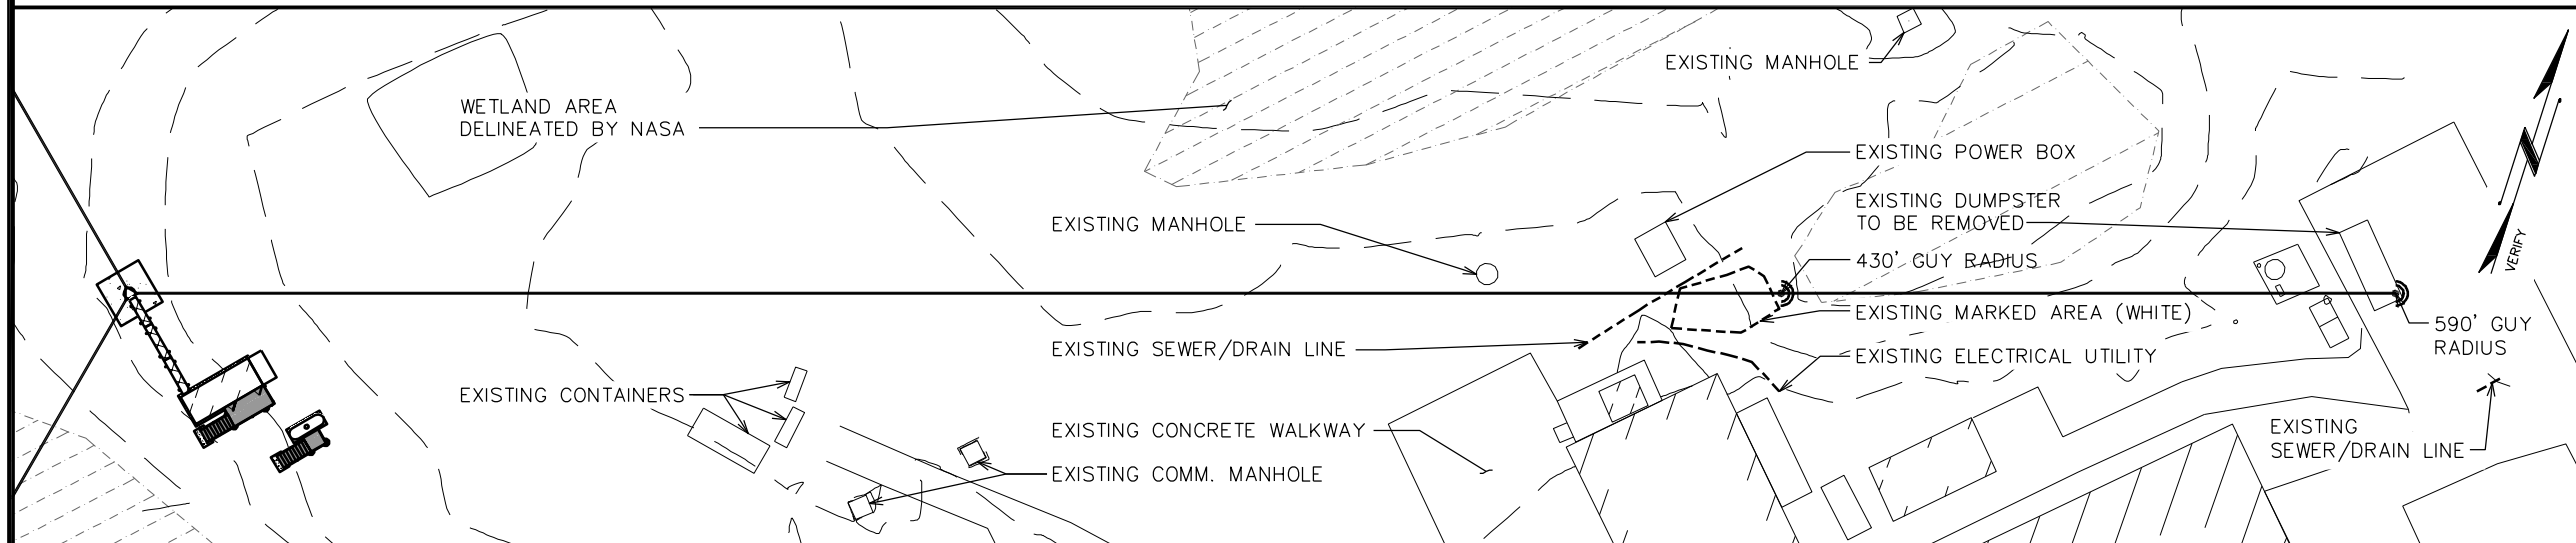 EXISTING MANHOLE
WETLAND AREA
DELINEATED BY NASA
EXISTING POWER BOX
EXISTING DUMPSTER
TO BE REMOVED
EXISTING MANHOLE
430' GUY RADIUS
VERIFY
EXISTING MARKED AREA (WHITE)
590' GUY
RADIUS
EXISTING SEWER/DRAIN LINE
EXISTING ELECTRICAL UTILITY
EXISTING CONTAINERS
EXISTING CONCRETE WALKWAY
EXISTING
SEWER/DRAIN LINE
EXISTING COMM. MANHOLE